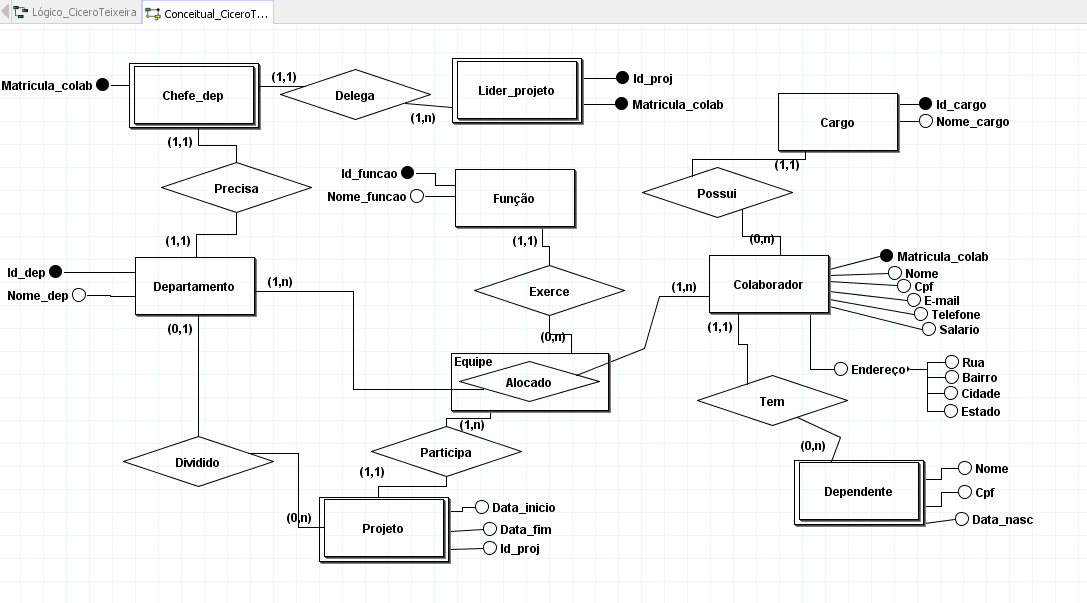 Lógico_CiceroTeixeira
Conceitual_CiceroT...
Matricula_colab
Chefe_dep
(1,1)
Delega
(1,n)
Lider_projeto
Id_proj
Matricula_colab
Cargo
Id_cargo
Nome_cargo
(1,1)
(1,1)
Precisa
Id_funcao
Nome_funcao
Função
Possui
(1,1)
(1,1)
(0,n)
Id_dep
Nome_dep
Departamento
(1,n)
Exerce
(1,n)
Colaborador
Matricula_colab
Nome
Cpf
E-mail
Telefone
Salario
(0,1)
(0,n)
(1,1)
Equipe
Alocado
Endereço
Rua
Bairro
Cidade
Estado
Tem
(1,n)
Participa
(0,n)
Dividido
(1,1)
Dependente
Nome
Cpf
Data_nasc
(0,n)
Projeto
Data_inicio
Data_fim
Id_proj